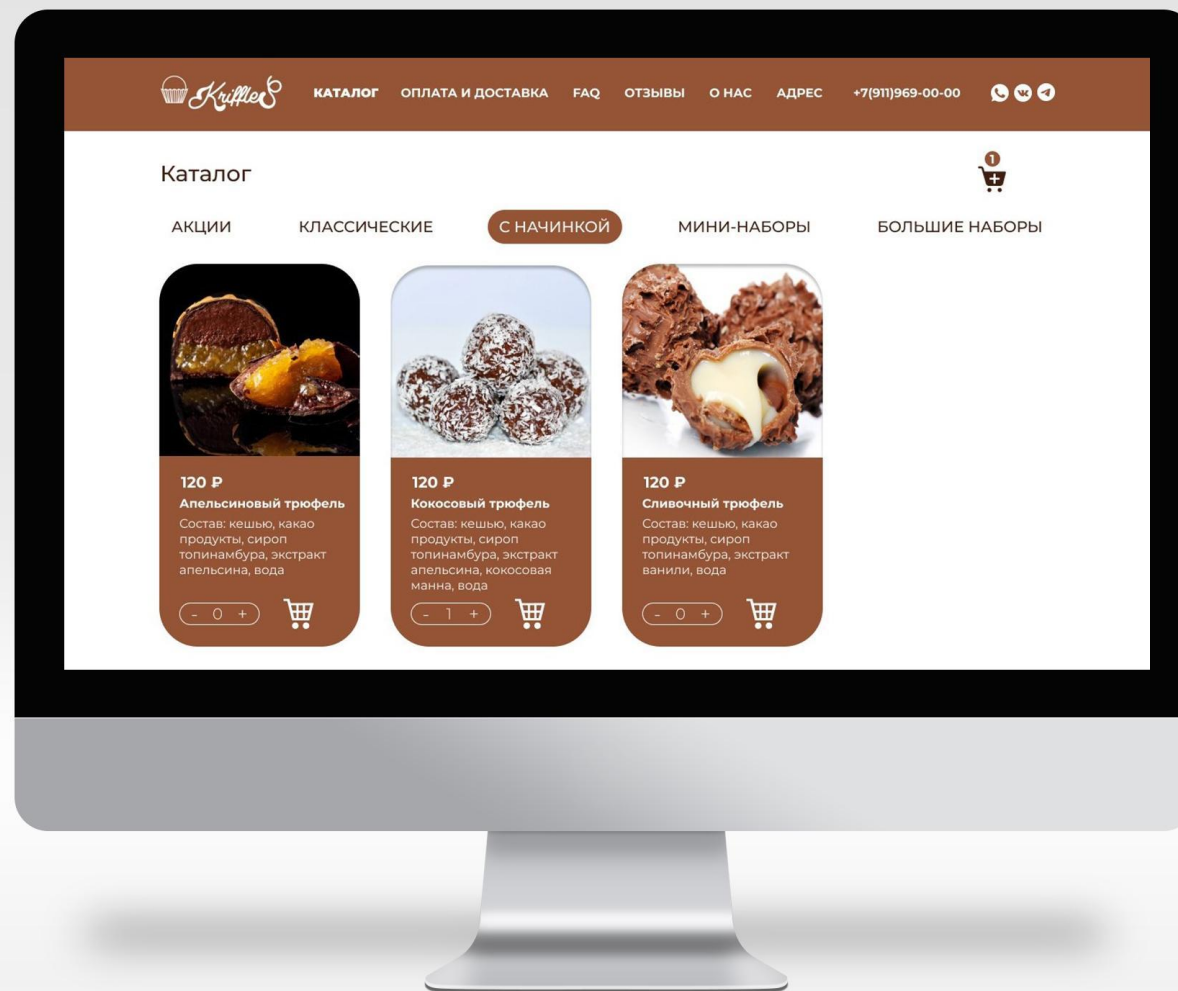 Kriffles
КАТАЛОГ
ОПЛАТА И ДОСТАВКА
FAQ
ОТЗЫВЫ
О НАС
АДРЕС
+7(911)969-00-00
Каталог
1
АКЦИИ
КЛАССИЧЕСКИЕ
С НАЧИНКОЙ
МИНИ-НАБОРЫ
БОЛЬШИЕ НАБОРЫ
120 ₽
Апельсиновый трюфель
Состав: кешью, какао
продукты, сироп
топинамбура, экстракт
апельсина, вода
- 0 +
120 ₽
Кокосовый трюфель
Состав: кешью, какао
продукты, сироп
топинамбура, экстракт
апельсина, кокосовая
манна, вода
- 1 +
120 ₽
Сливочный трюфель
Состав: кешью, какао
продукты, сироп
топинамбура, экстракт
ванили, вода
- 0 +